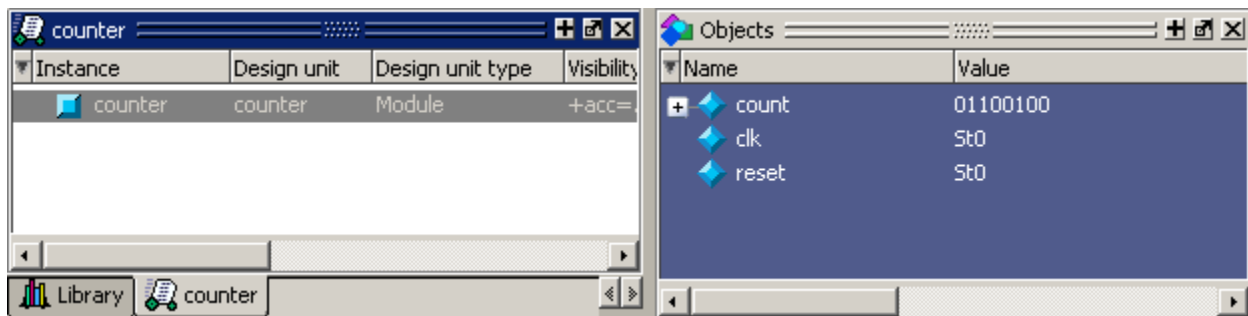 counter
Instance Design unit Design unit type Visibility
counter counter Module +acc=.
Library counter
Objects
Name Value
count 01100100
clk St0
reset St0